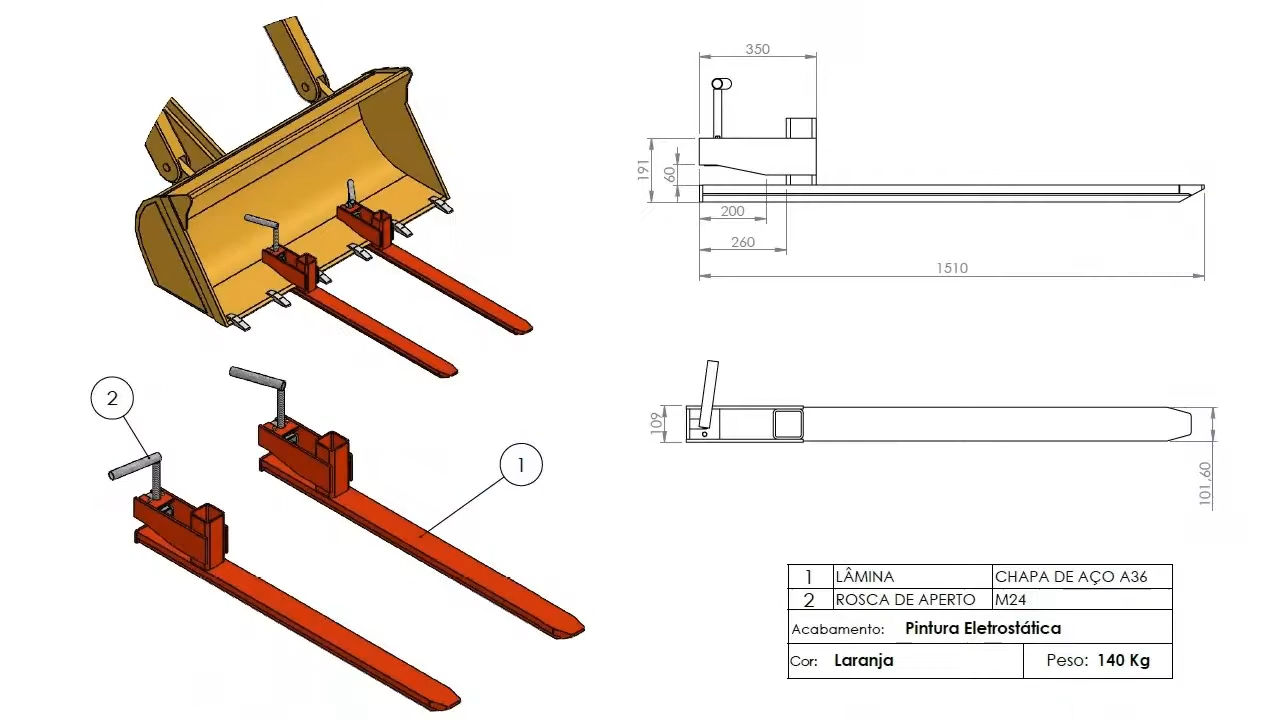 350
191
60
200
260
1510
2
1
109
101,60
1 LÂMINA CHAPA DE AÇO A36
2 ROSCA DE APERTO M24
Acabamento: Pintura Eletrostática
Cor: Laranja Peso: 140 Kg